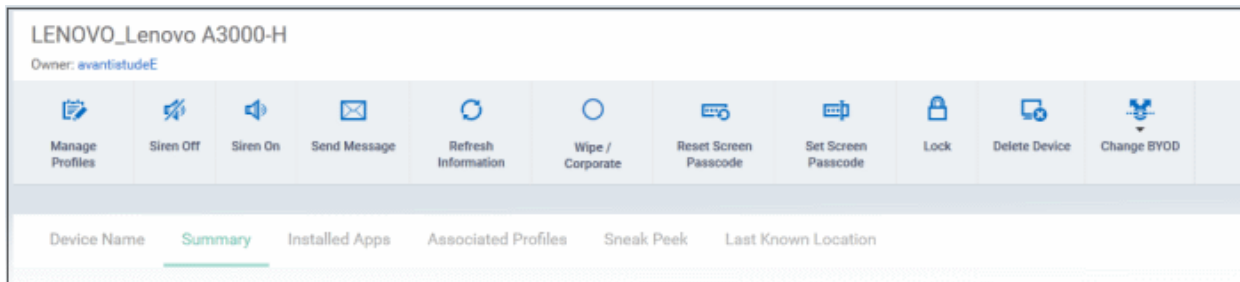 LENOVO_Lenovo A3000-H
Owner: avantistudeE
Manage Profiles
Siren Off
Siren On
Send Message
Refresh Information
Wipe / Corporate
Reset Screen Passcode
Set Screen Passcode
Lock
Delete Device
Change BYOD
Device Name Summary Installed Apps Associated Profiles Sneak Peek Last Known Location